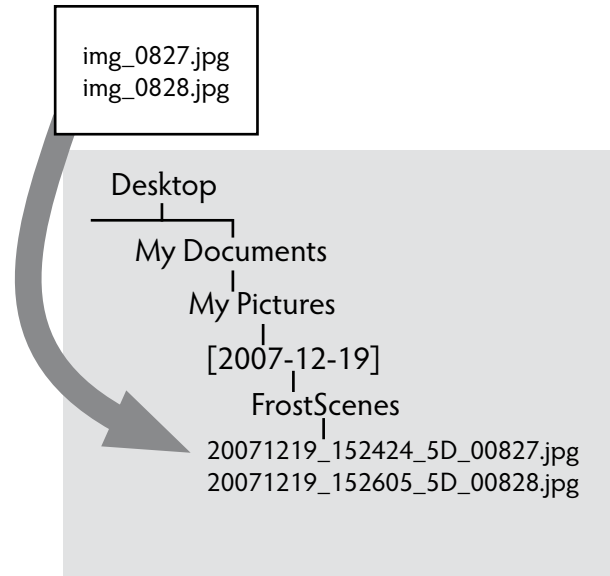 img_0827.jpg
img_0828.jpg
Desktop
My Documents
My Pictures
[2007-12-19]
FrostScenes
20071219_152424_5D_00827.jpg
20071219_152605_5D_00828.jpg